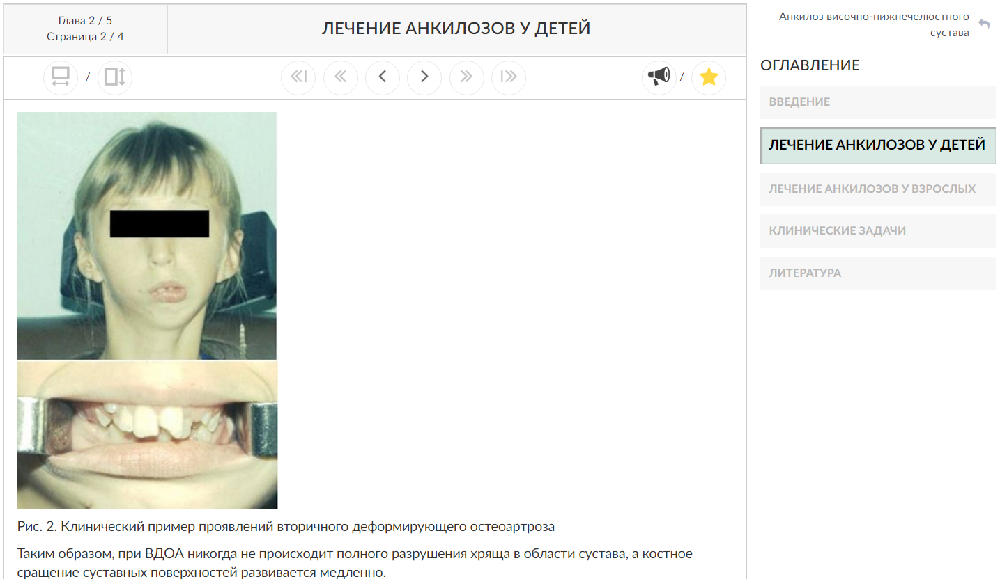 Глава 2 / 5
Страница 2 / 4
ЛЕЧЕНИЕ АНКИЛОЗОВ У ДЕТЕЙ
/
/
Рис. 2. Клинический пример проявлений вторичного деформирующего остеоартроза
Таким образом, при ВДОА никогда не происходит полного разрушения хряща в области сустава, а костное
сращение суставных поверхностей развивается медленно.
Анкилоз височно-нижнечелюстного
сустава
ОГЛАВЛЕНИЕ
ВВЕДЕНИЕ
ЛЕЧЕНИЕ АНКИЛОЗОВ У ДЕТЕЙ
ЛЕЧЕНИЕ АНКИЛОЗОВ У ВЗРОСЛЫХ
КЛИНИЧЕСКИЕ ЗАДАЧИ
ЛИТЕРАТУРА